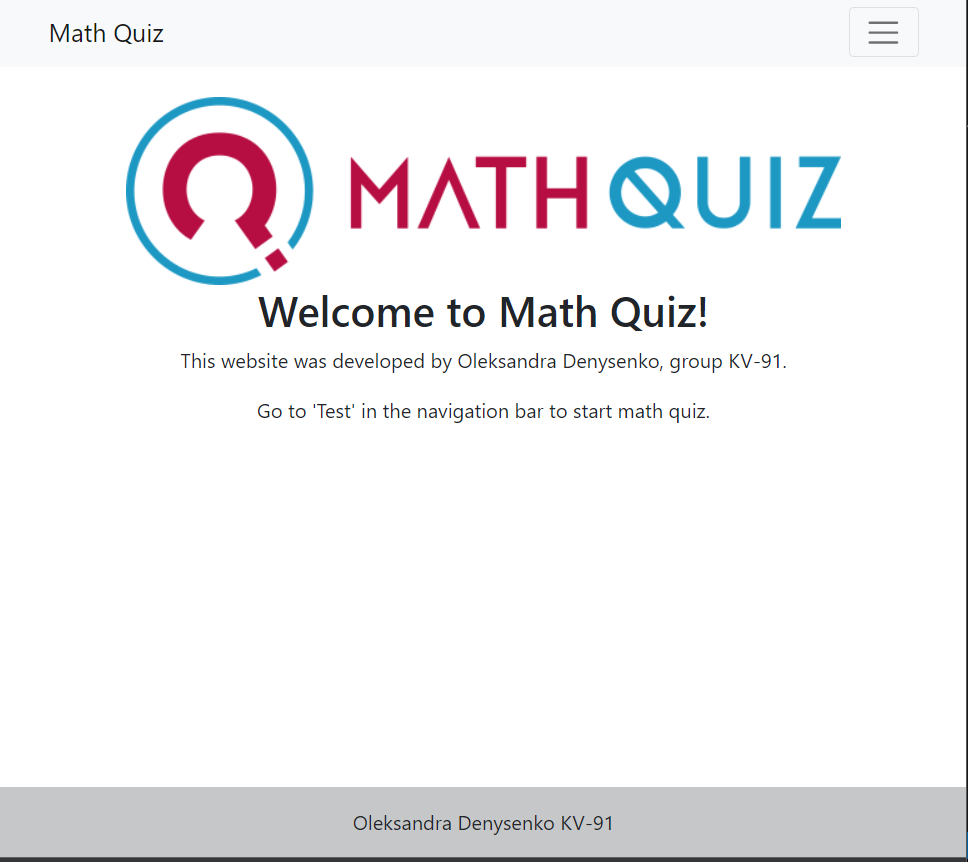 Math Quiz
MATH QUIZ
Welcome to Math Quiz!
This website was developed by Oleksandra Denysenko, group KV-91.
Go to 'Test' in the navigation bar to start math quiz.
Oleksandra Denysenko KV-91